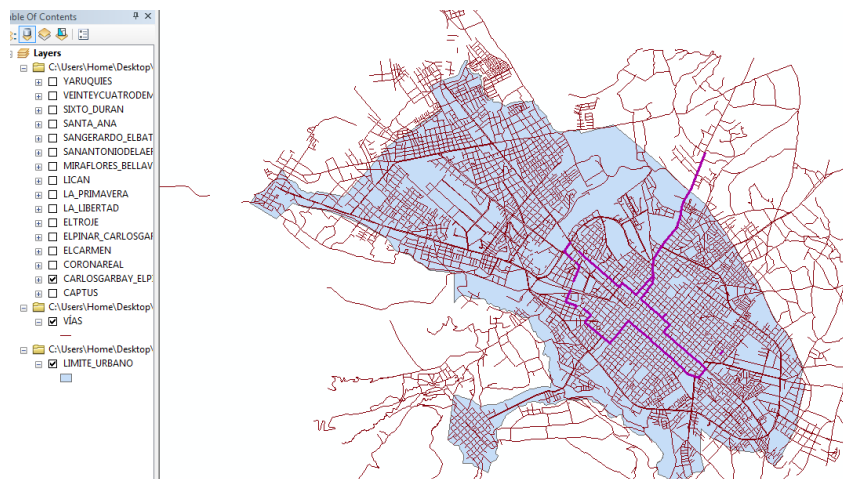 able Of Contents
Layers
C:\Users\Home\Desktop\
YARUQUIES
VEINTEYCUATRODEM
SIXTO_DURAN
SANTA_ANA
SANGERARDO_ELBAT
SANANTONIODELAEF
MIRAFLORES_BELLAV
LICAN
LA_PRIMAVERA
LA_LIBERTAD
ELTROJE
ELPINAR_CARLOSGAF
ELCARMEN
CORONAREAL
CARLOSGARBAY_ELP
CAPTUS
C:\Users\Home\Desktop\
VÍAS
C:\Users\Home\Desktop\
LIMITE_URBANO